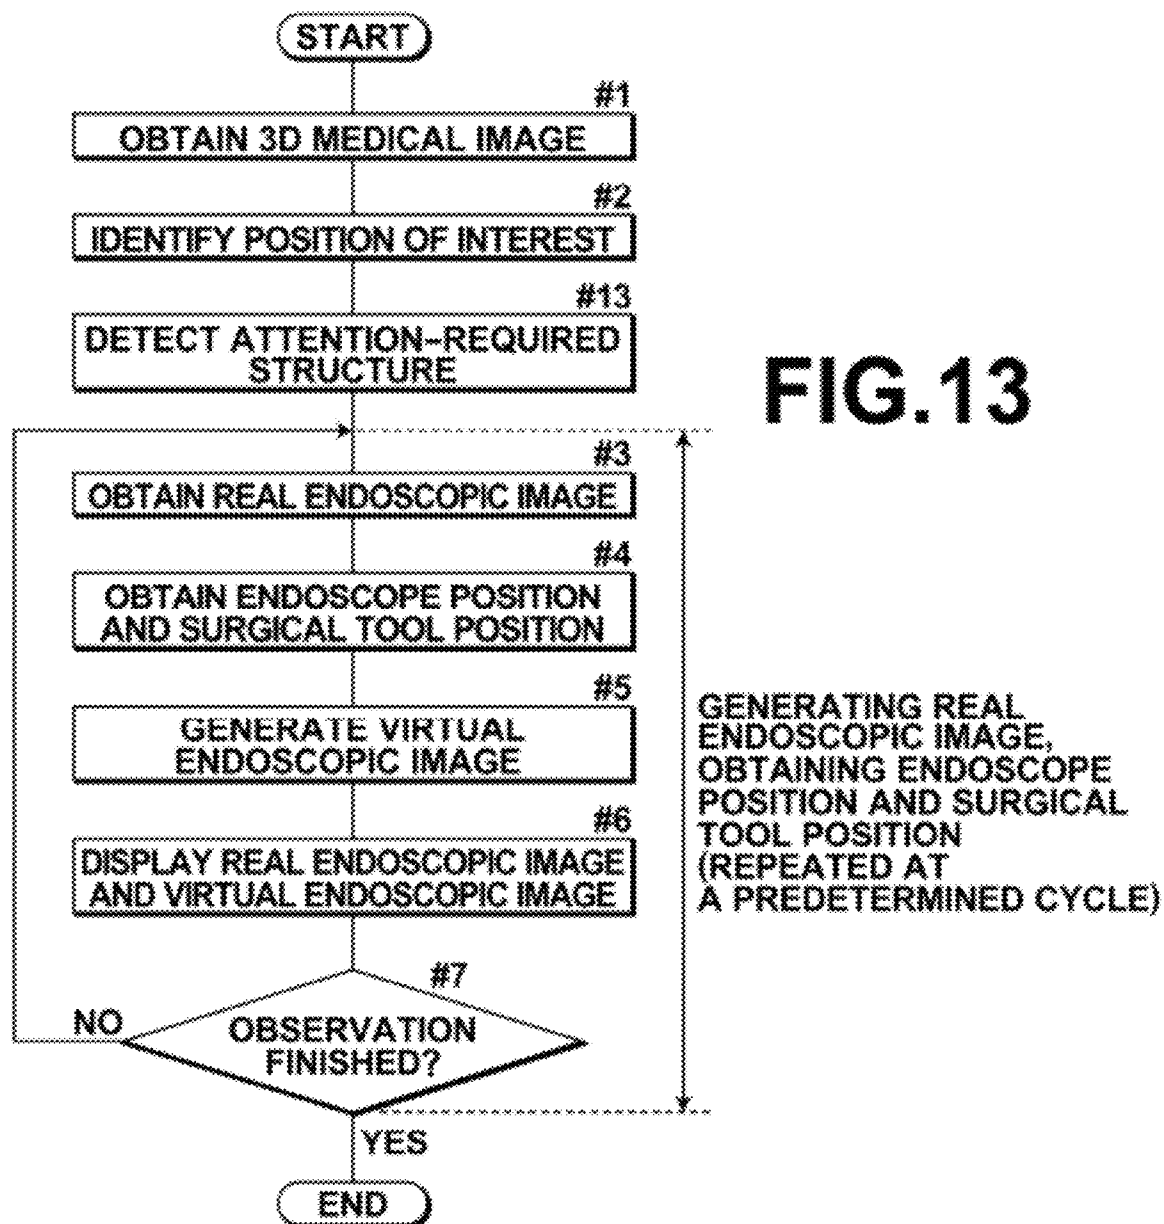 START
#1
OBTAIN 3D MEDICAL IMAGE
#2
IDENTIFY POSITION OF INTEREST
#13
DETECT ATTENTION-REQUIRED
STRUCTURE
FIG.13
#3
OBTAIN REAL ENDOSCOPIC IMAGE
#4
OBTAIN ENDOSCOPE POSITION
AND SURGICAL TOOL POSITION
#5
GENERATE VIRTUAL
ENDOSCOPIC IMAGE
#6
DISPLAY REAL ENDOSCOPIC IMAGE
AND VIRTUAL ENDOSCOPIC IMAGE
GENERATING REAL
ENDOSCOPIC IMAGE,
OBTAINING ENDOSCOPE
POSITION AND SURGICAL
TOOL POSITION
(REPEATED AT
A PREDETERMINED CYCLE)
#7
NO
OBSERVATION
FINISHED?
YES
END